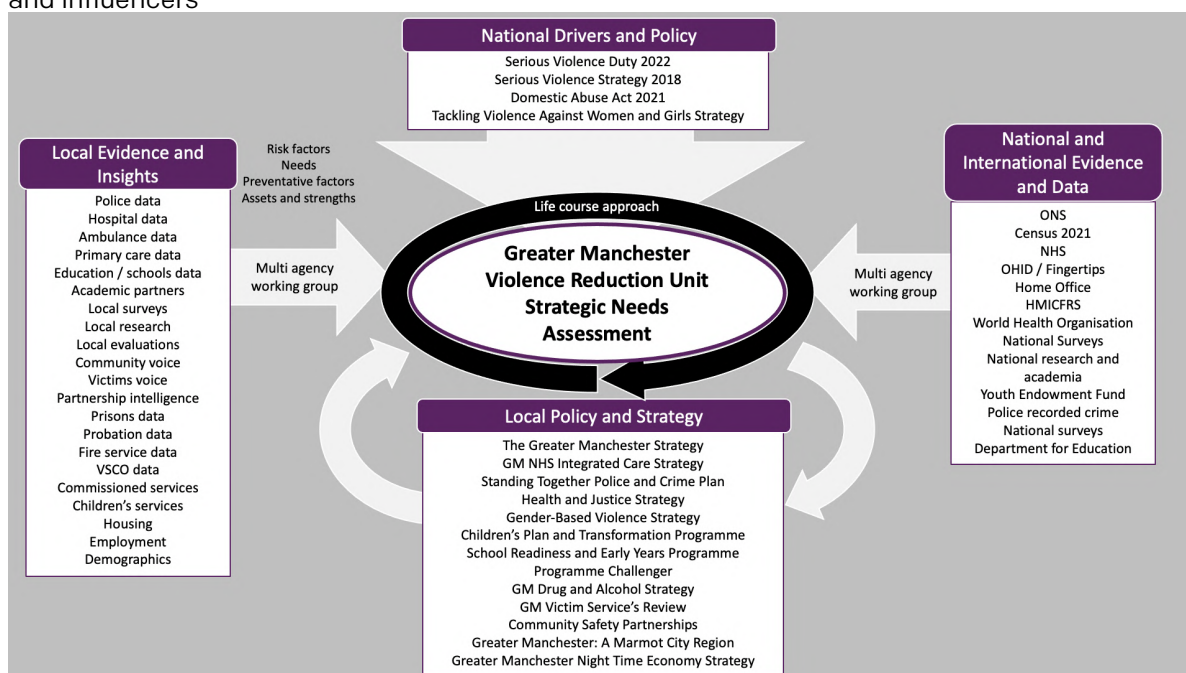 and influencers
National Drivers and Policy
Serious Violence Duty 2022
Serious Violence Strategy 2018
Domestic Abuse Act 2021
Tackling Violence Against Women and Girls Strategy
Local Evidence and
Insights
Police data
Hospital data
Ambulance data
Primary care data
Education / schools data
Academic partners
Local surveys
Local research
Local evaluations
Community voice
Victims voice
Partnership intelligence
Prisons data
Probation data
Fire service data
VSCO data
Commissioned services
Children’s services
Housing
Employment
Demographics
Risk factors
Needs
Preventative factors
Assets and strengths
Multi agency
working group
Life course approach
Greater Manchester
Violence Reduction Unit
Strategic Needs
Assessment
Multi agency
working group
National and
International Evidence
and Data
ONS
Census 2021
NHS
OHID / Fingertips
Home Office
HMICFRS
World Health Organisation
National Surveys
National research and
academia
Youth Endowment Fund
Police recorded crime
National surveys
Department for Education
Local Policy and Strategy
The Greater Manchester Strategy
GM NHS Integrated Care Strategy
Standing Together Police and Crime Plan
Health and Justice Strategy
Gender-Based Violence Strategy
Children’s Plan and Transformation Programme
School Readiness and Early Years Programme
Programme Challenger
GM Drug and Alcohol Strategy
GM Victim Service’s Review
Community Safety Partnerships
Greater Manchester: A Marmot City Region
Greater Manchester Night Time Economy Strategy